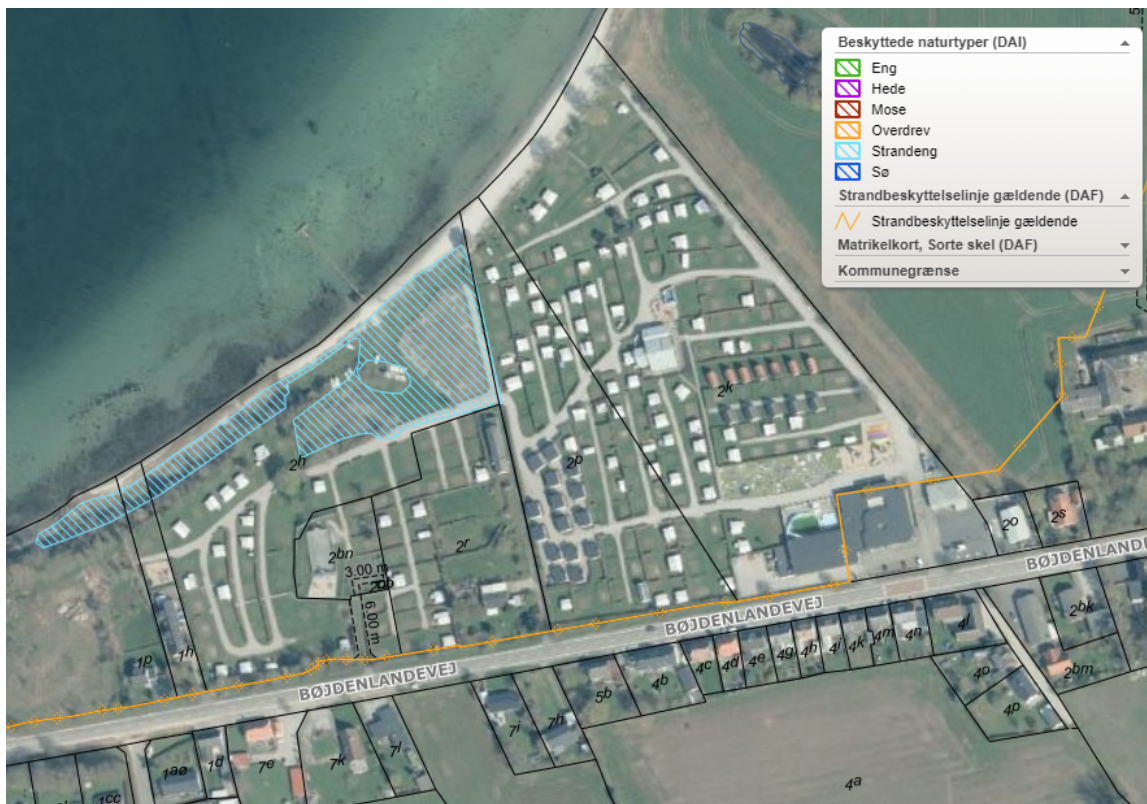 Beskyttede naturtyper (DAI)
Eng
Hede
Mose
Overdrev
Strandeng
Sø
Strandbeskyttelselinje gældende (DAF)
Strandbeskyttelselinje gældende
Matrikelkort, Sorte skel (DAF)
Kommunegrænse
2k
2h
2p
2o
2s
2bn
2r
3.00 m
6.00 m
BØJDENLANDEVEJ
BØJDENLANDEVEJ
BØJDENLANDEVEJ
1p
1h
2bk
4c
4d
4e
4g
4h
4i
4k
4m
4n
4l
5b
4b
4o
2bm
4p
7i
7h
1aø
1d
7e
7k
7l
1cc
4a